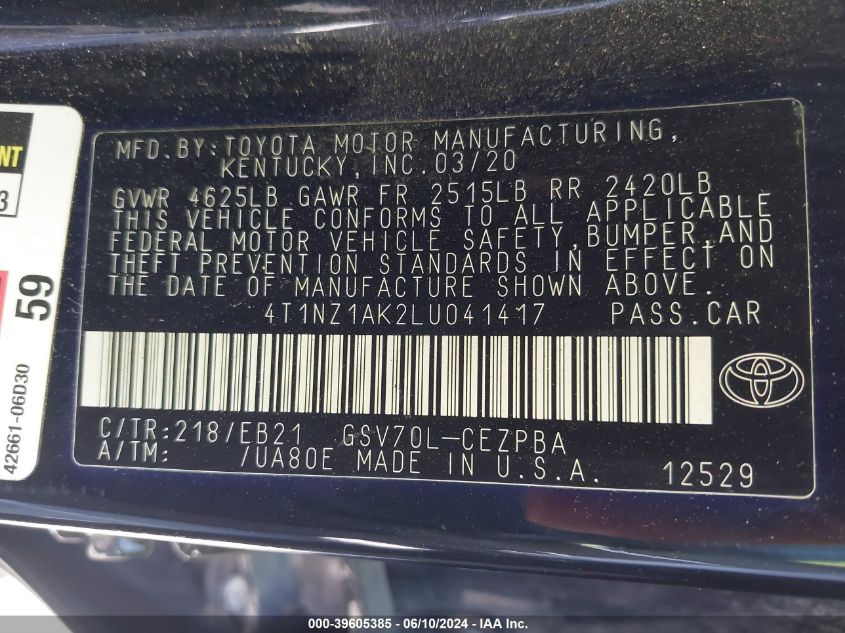 NT
3
59
42661-06D30
MFD.BY:TOYOTA MOTOR MANUFACTURING,
KENTUCKY,INC.03/20
GVWR 4625LB GAWR FR 2515LB RR 2420LB
THIS VEHICLE CONFORMS TO ALL APPLICABLE
FEDERAL MOTOR VEHICLE SAFETY,BUMPER,AND
THEFT PREVENTION STANDARDS IN EFFECT ON
THE DATE OF MANUFACTURE SHOWN ABOVE.
4T1NZ1AK2LU041417 PASS.CAR
C/TR:218/EB21 GSV70L-CEZPBA
A/TM: /UA80E MADE IN U.S.A. 12529
000-39605385 - 06/10/2024 - IAAI.COM